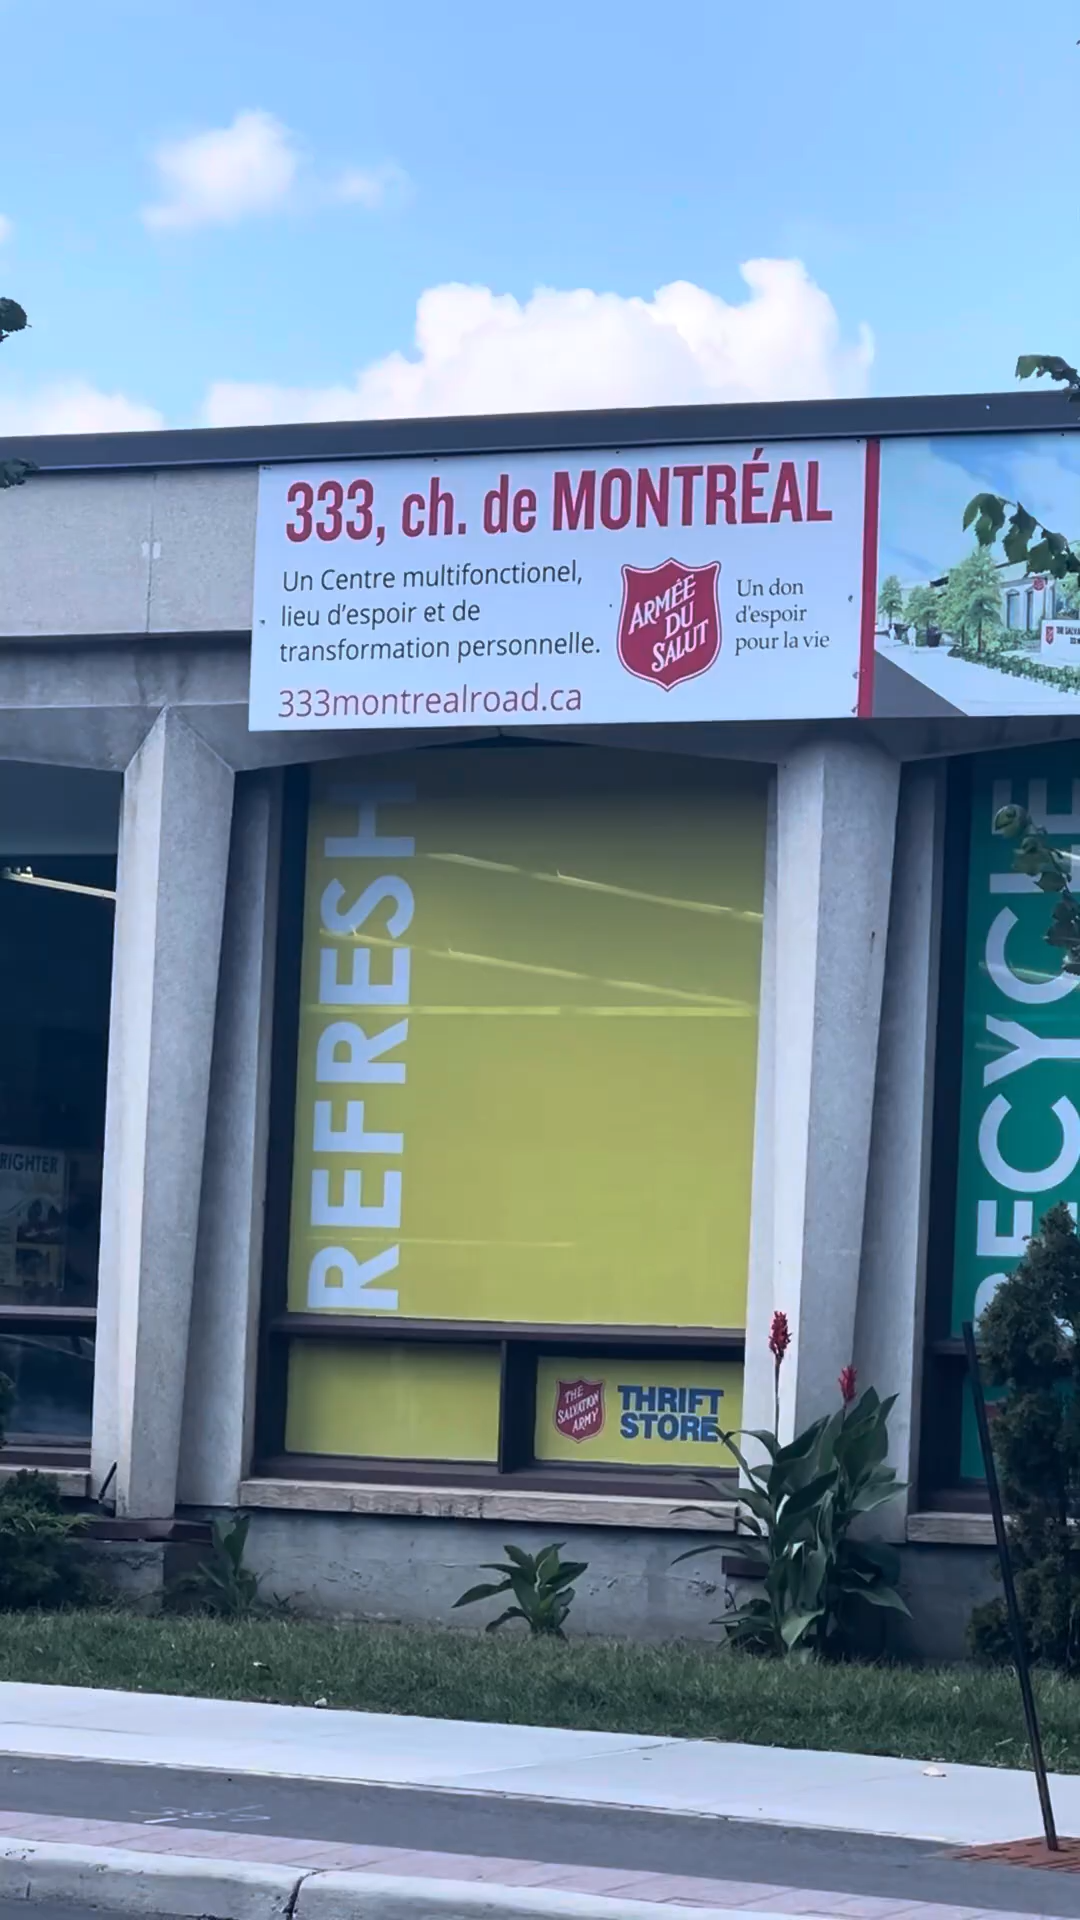 333, ch. de MONTRÉAL
Un Centre multifonctionel,
lieu d'espoir et de
transformation personnelle.
333montrealroad.ca
ARMÉE
DU
SALUT
Un don
d'espoir
pour la vie
REFRESH
RECYCLE
RIGHTER
THE
SALVATION
ARMY
THRIFT
STORE